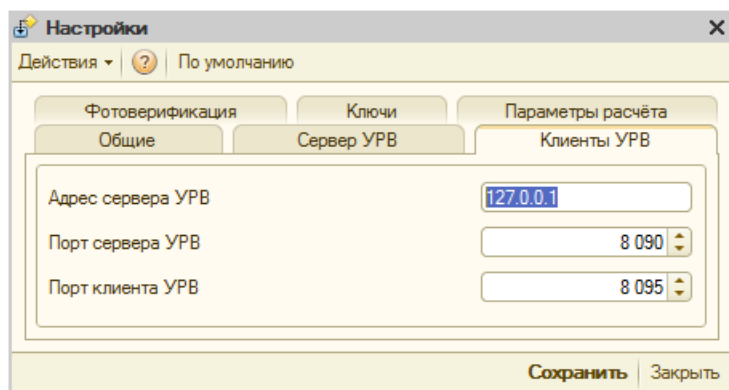 Настройки
Действия ? По умолчанию
Фотоверификация Ключи Параметры расчёта
Общие Сервер УРВ Клиенты УРВ
Адрес сервера УРВ 127.0.0.1
Порт сервера УРВ 8 090
Порт клиента УРВ 8 095
Сохранить Закрыть